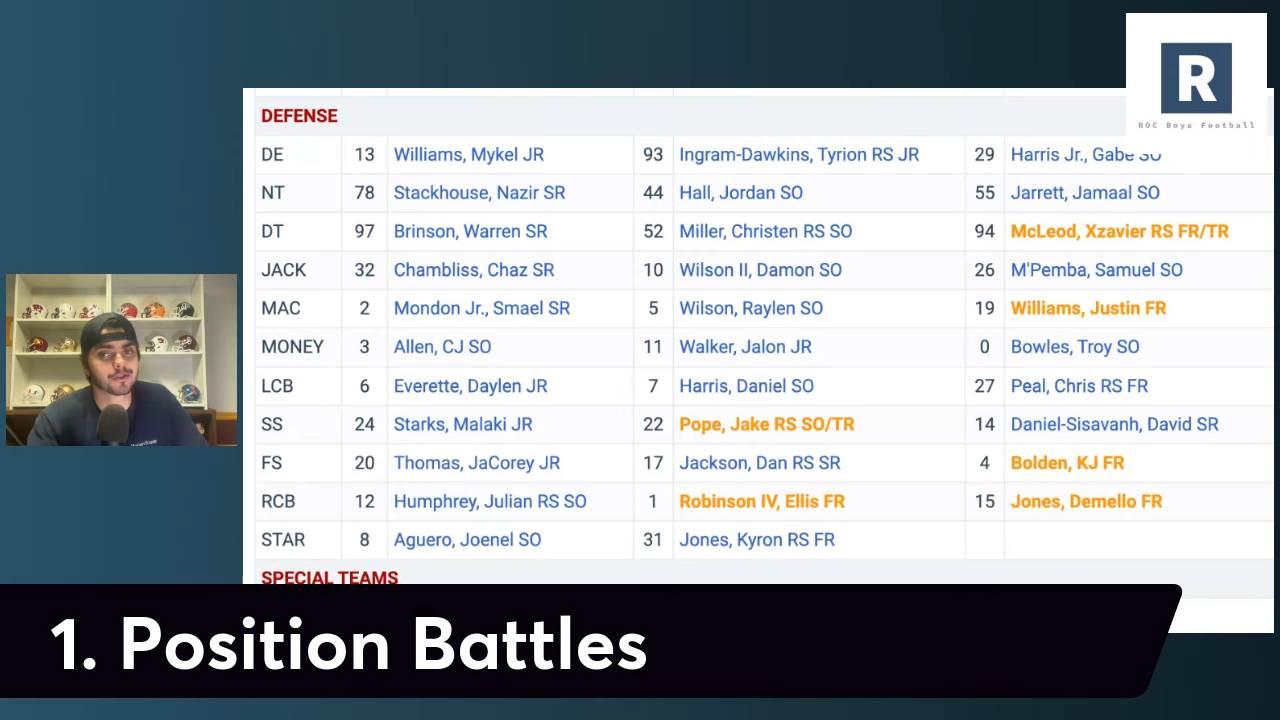 R
ROC Boys Football
DEFENSE
DE 13 Williams, Mykel JR 93 Ingram-Dawkins, Tyrion RS JR 29 Harris Jr., Gabe SO
NT 78 Stackhouse, Nazir SR 44 Hall, Jordan SO 55 Jarrett, Jamaal SO
DT 97 Brinson, Warren SR 52 Miller, Christen RS SO 94 McLeod, Xzavier RS FR/TR
JACK 32 Chambliss, Chaz SR 10 Wilson II, Damon SO 26 M'Pemba, Samuel SO
MAC 2 Mondon Jr., Smael SR 5 Wilson, Raylen SO 19 Williams, Justin FR
MONEY 3 Allen, CJ SO 11 Walker, Jalon JR 0 Bowles, Troy SO
LCB 6 Everette, Daylen JR 7 Harris, Daniel SO 27 Peal, Chris RS FR
SS 24 Starks, Malaki JR 22 Pope, Jake RS SO/TR 14 Daniel-Sisavanh, David SR
FS 20 Thomas, JaCorey JR 17 Jackson, Dan RS SR 4 Bolden, KJ FR
RCB 12 Humphrey, Julian RS SO 1 Robinson IV, Ellis FR 15 Jones, Demello FR
STAR 8 Aguero, Joenel SO 31 Jones, Kyron RS FR
SPECIAL TEAMS
1. Position Battles